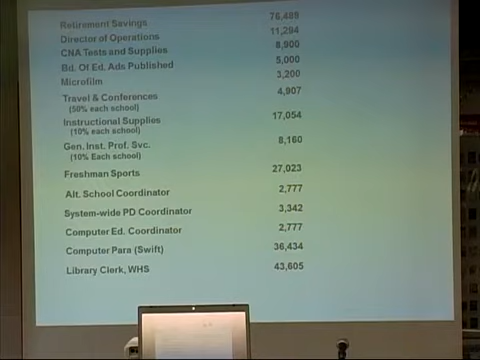 Retirement Savings 76,489
Director of Operations 11,294
CNA Tests and Supplies 8,900
Bd. Of Ed. Ads Published 5,000
Microfilm 3,200
Travel & Conferences 4,907
(50% each school)
Instructional Supplies 17,054
(10% each school)
Gen. Inst. Prof. Svc. 8,160
(10% Each school)
Freshman Sports 27,023
Alt. School Coordinator 2,777
System-wide PD Coordinator 3,342
Computer Ed. Coordinator 2,777
Computer Para (Swift) 36,434
Library Clerk, WHS 43,605